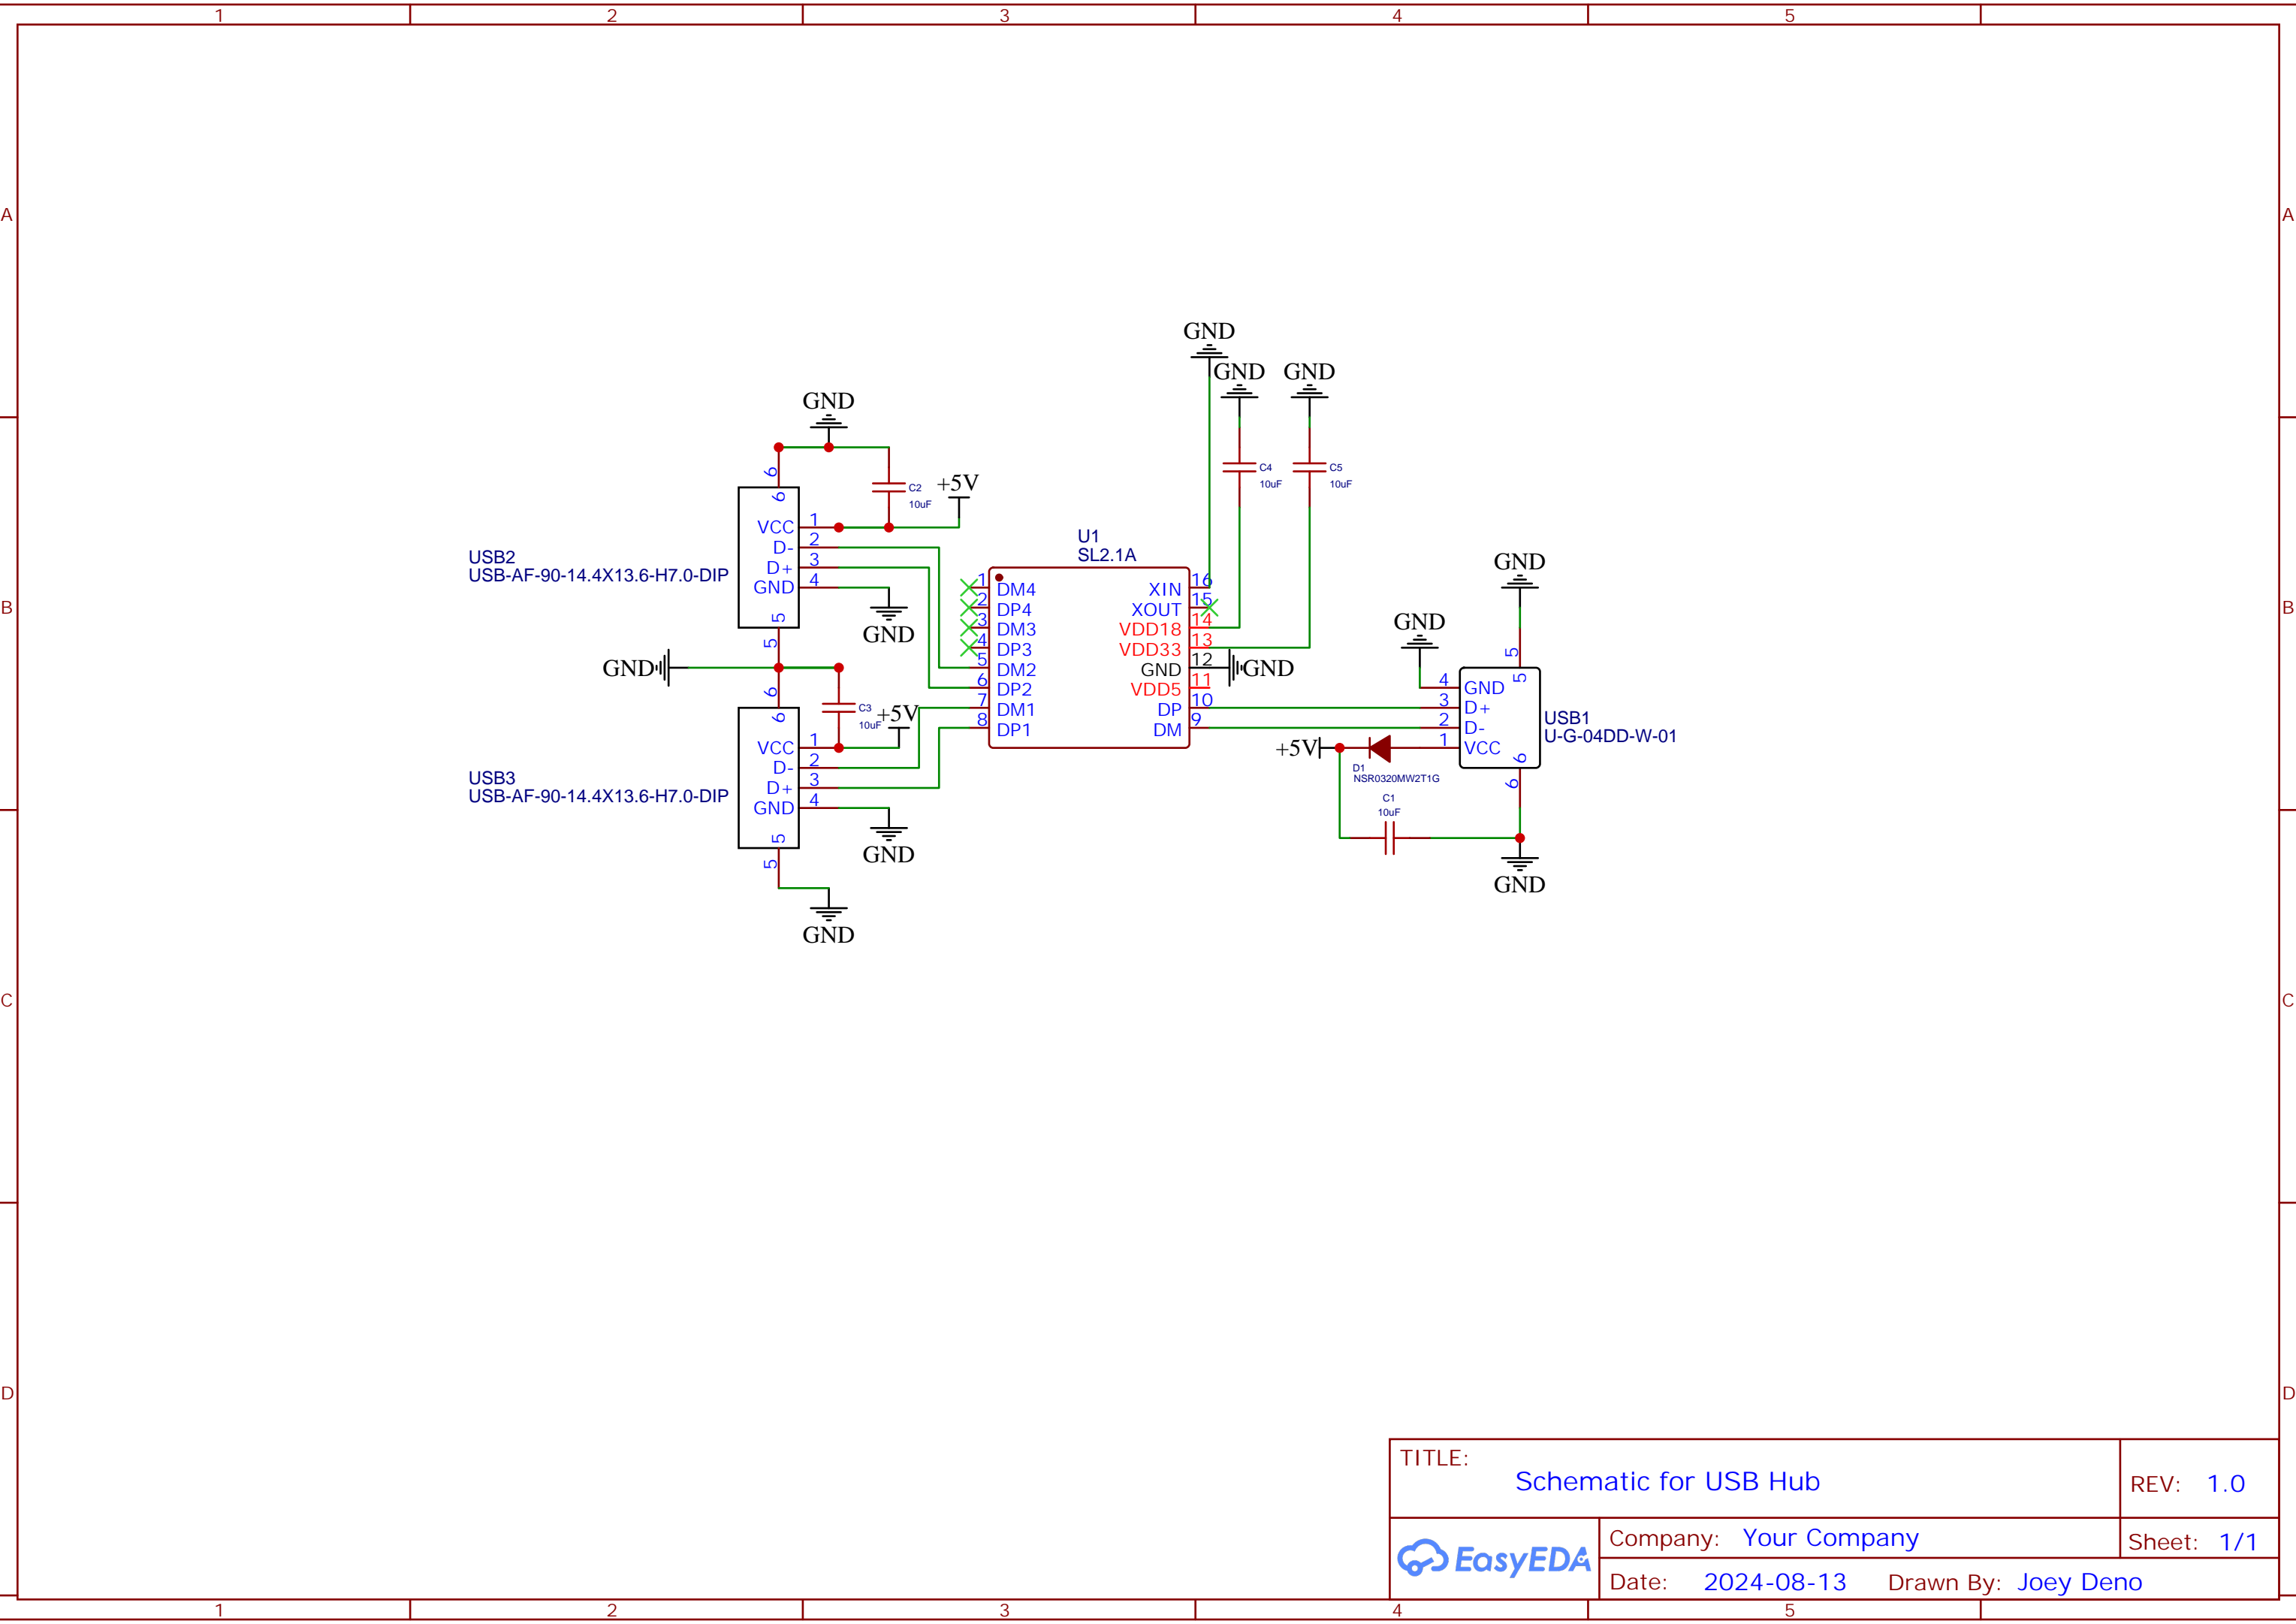 1 2 3 4 5
A A
B B
C C
D D
GND
GND GND
GND
6
6
C2
10uF
+5V
C4
10uF
C5
10uF
VCC 1
D- 2
D+ 3
GND 4
5
5
USB2
USB-AF-90-14.4X13.6-H7.0-DIP
GND
GND
6
6
C3
10uF
+5V
VCC 1
D- 2
D+ 3
GND 4
5
5
USB3
USB-AF-90-14.4X13.6-H7.0-DIP
GND
GND
U1
SL2.1A
1 DM4 XIN 16
2 DP4 XOUT 15
3 DM3 VDD18 14
4 DP3 VDD33 13
5 DM2 GND 12
6 DP2 VDD5 11
7 DM1 DP 10
8 DP1 DM 9
GND
GND
GND
5
5
4 GND
3 D+
2 D-
1 VCC
6
6
USB1
U-G-04DD-W-01
+5V
D1
NSR0320MW2T1G
C1
10uF
GND
TITLE:
Schematic for USB Hub
REV: 1.0
EasyEDA
Company: Your Company
Sheet: 1/1
Date: 2024-08-13 Drawn By: Joey Deno
1 2 3 4 5